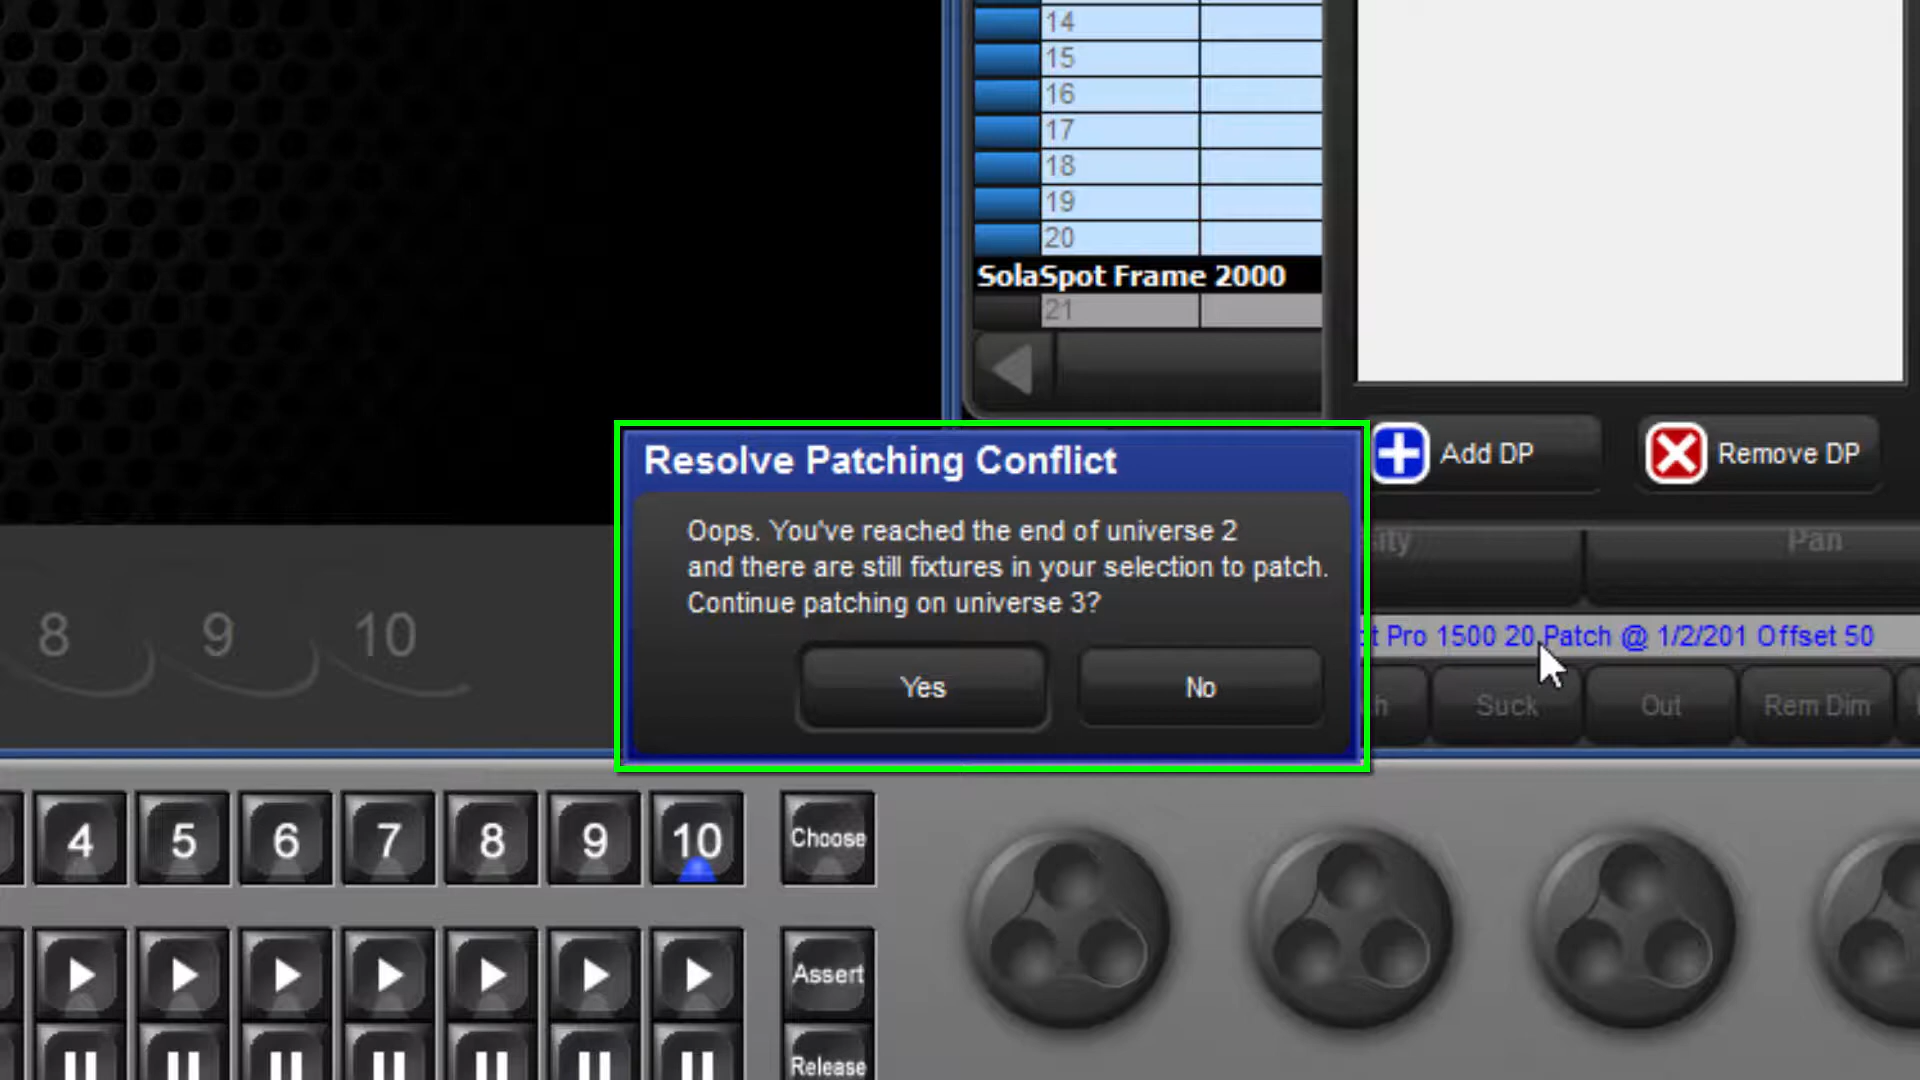 14
15
16
17
18
19
20
SolaSpot Frame 2000
21
Resolve Patching Conflict
Oops. You've reached the end of universe 2
and there are still fixtures in your selection to patch.
Continue patching on universe 3?
Yes
No
Add DP
Remove DP
Pan
Pro 1500 20 Patch @ 1/2/201 Offset 50
Suck
Out
Rem Dim
8
9
10
4
5
6
7
8
9
10
Choose
Assert
Release